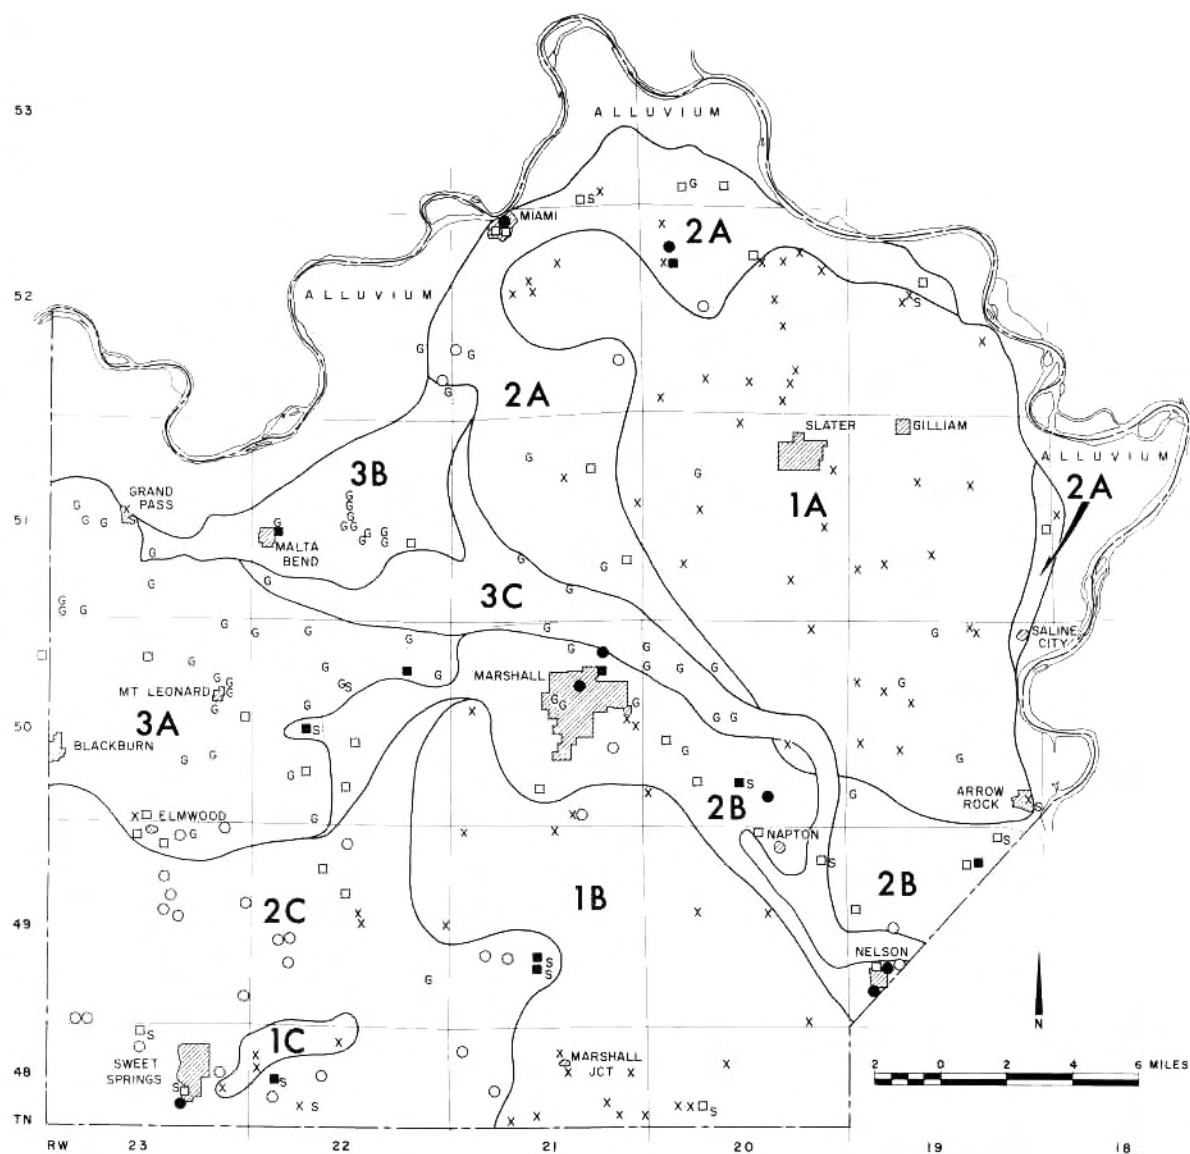 53
ALLUVIUM
G
S
MIAMI
2A
52
ALLUVIUM
S
G
G
G
2A
SLATER
GILLIAM
ALLUVIUM
3B
G
G
2A
GRAND
PASS
1A
51
MALTA
BEND
3C
SALINE
CITY
MARSHALL
MT LEONARD
50
3A
BLACKBURN
S
S
ARROW
ROCK
S
ELMWOOD
G
2B
NAPTON
S
S
2C
1B
2B
49
NELSON
S
S
G
N
1C
S
SWEET
SPRINGS
MARSHALL
JCT
48
S
S
S
S
2 0 2 4 6 MILES
TN
RW 23 22 21 20 19 18